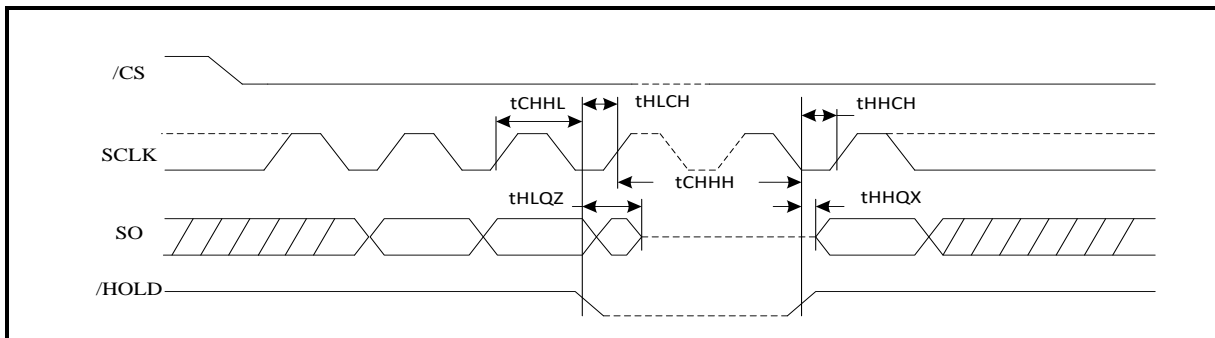 /CS
tCHHL
tHLCH
tHHCH
SCLK
tCHHH
tHLQZ
tHHQX
SO
/HOLD